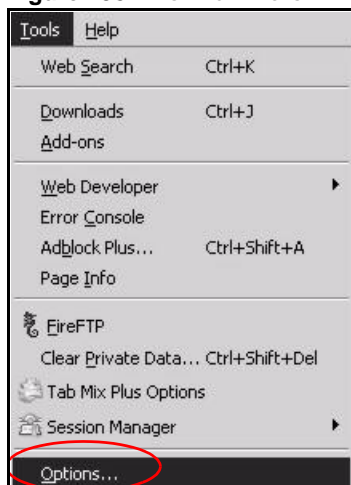 Tools Help
Web Search Ctrl+K
Downloads Ctrl+J
Add-ons
Web Developer
Error Console
Adblock Plus... Ctrl+Shift+A
Page Info
FireFTP
Clear Private Data... Ctrl+Shift+Del
Tab Mix Plus Options
Session Manager
Options...